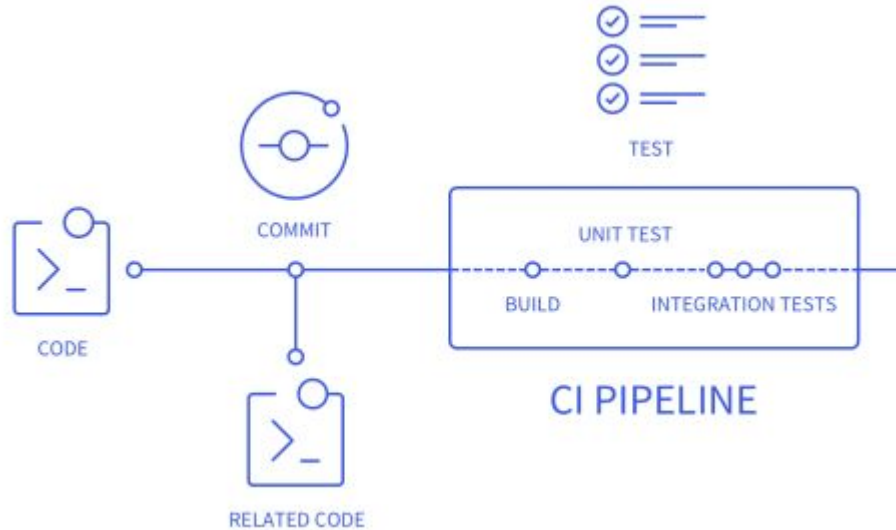 TEST
COMMIT
UNIT TEST
BUILD
INTEGRATION TESTS
CODE
CI PIPELINE
RELATED CODE